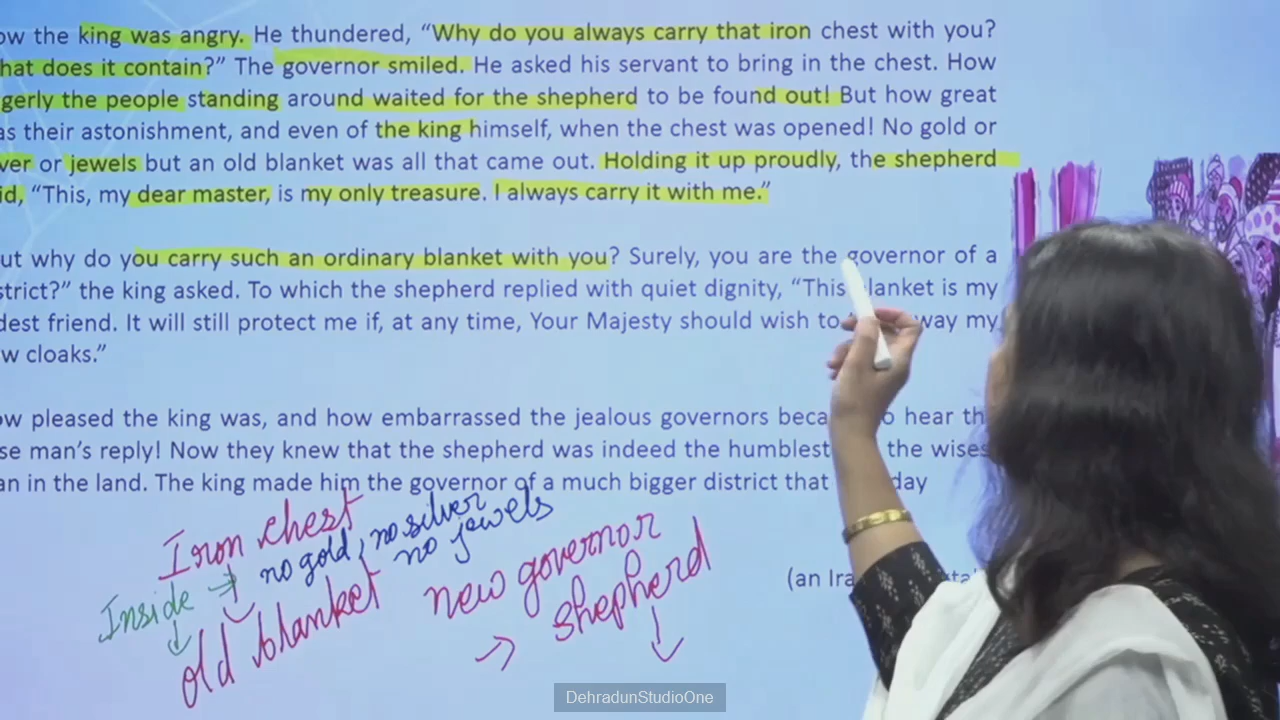 ow the king was angry. He thundered, “Why do you always carry that iron chest with you?
hat does it contain?” The governor smiled. He asked his servant to bring in the chest. How
gerly the people standing around waited for the shepherd to be found out! But how great
as their astonishment, and even of the king himself, when the chest was opened! No gold or
ver or jewels but an old blanket was all that came out. Holding it up proudly, the shepherd
id, “This, my dear master, is my only treasure. I always carry it with me.”
ut why do you carry such an ordinary blanket with you? Surely, you are the governor of a
strict?” the king asked. To which the shepherd replied with quiet dignity, “This lanket is my
dest friend. It will still protect me if, at any time, Your Majesty should wish to way my
w cloaks.”
ow pleased the king was, and how embarrassed the jealous governors beca o hear th
se man’s reply! Now they knew that the shepherd was indeed the humblest the wises
an in the land. The king made him the governor of a much bigger district that day
(an Ira tal
Iron chest
no gold, no silver
no jewels
Inside
old blanket
new governor
shepherd
DehradunStudioOne